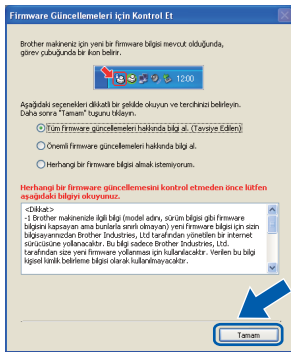 Firmware Güncellemeleri için Kontrol Et
Brother makineniz için yeni bir firmware bilgisi mevcut olduğunda,
görev çubuğunda bir ikon belirir.
12:00
Aşağıdaki seçenekleri dikkatli bir şekilde okuyun ve tercihinizi belirleyin.
Daha sonra "Tamam" tuşunu tıklayın.
Tüm firmware güncellemeleri hakkında bilgi al. (Tavsiye Edilen)
Önemli firmware güncellemeleri hakkında bilgi al.
Herhangi bir firmware bilgisi almak istemiyorum.
Herhangi bir firmware güncellemesini kontrol etmeden önce lütfen
aşağıdaki bilgiyi okuyunuz.
<Dikkat>
-1 Brother makinenizle ilgili bilgi (model adını, sürüm bilgisi gibi firmware
bilgisini kapsayan ama bunlarla sınırlı olmayan) yeni firmware bilgisi için sizin
bilgisayarınızdan Brother Industries, Ltd tarafından yönetilen bir internet
sürücüsüne yollanacaktır. Bu bilgi sadece Brother Industries, Ltd.
tarafından size yeni firmware yollanması için kullanılacaktır. Verilen bu bilgi
kişisel kimlik belirleme bilgisi olarak kullanılmayacaktır.
Tamam